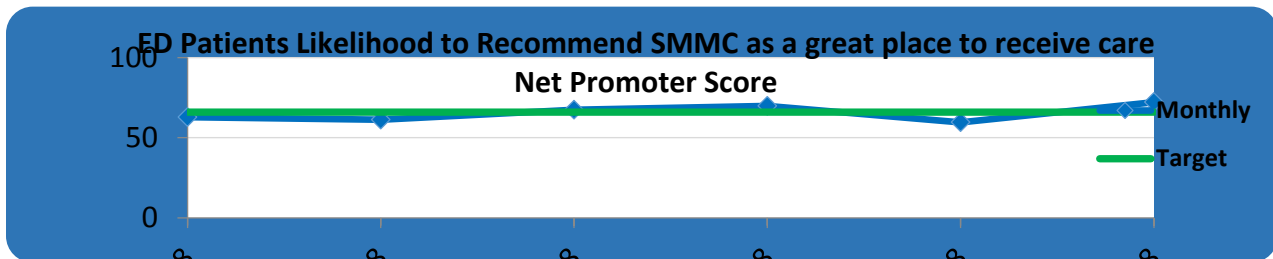 ED Patients Likelihood to Recommend SMMC as a great place to receive care
Net Promoter Score
100
50
0
Monthly
Target